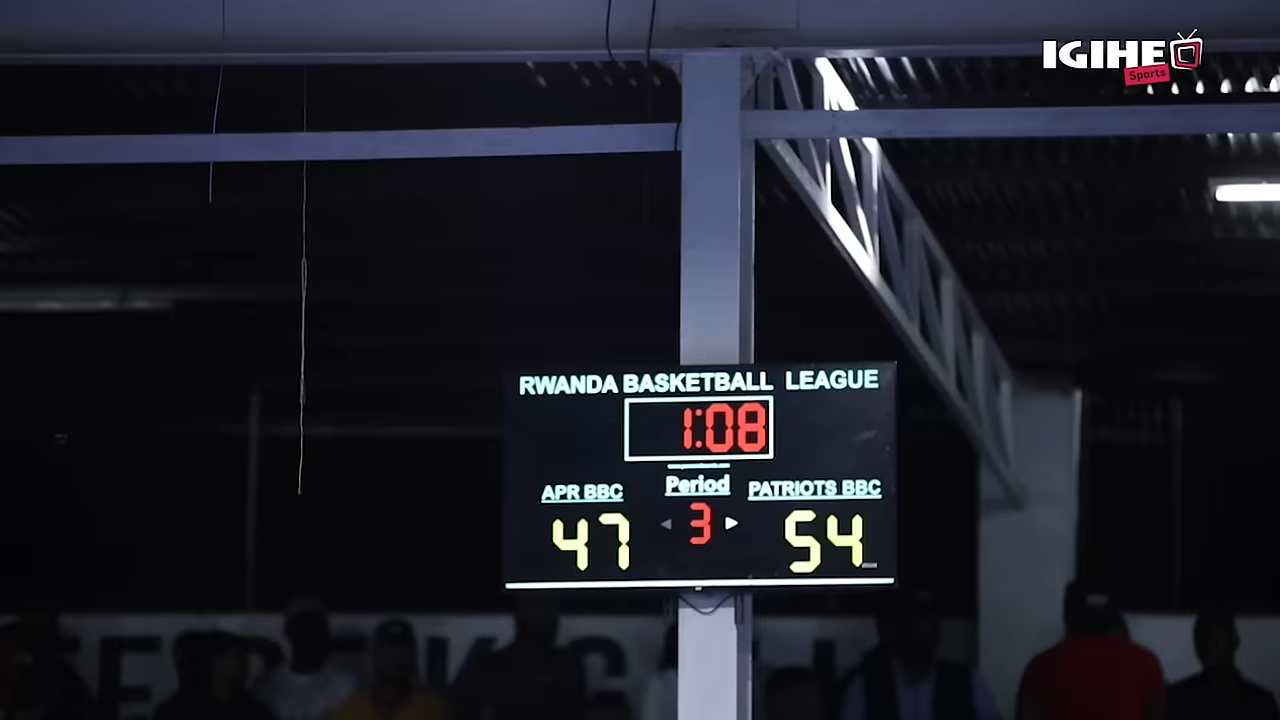 IGIHE
Sports
RWANDA BASKETBALL LEAGUE
1:08
Period
APR BBC
PATRIOTS BBC
47
3
54